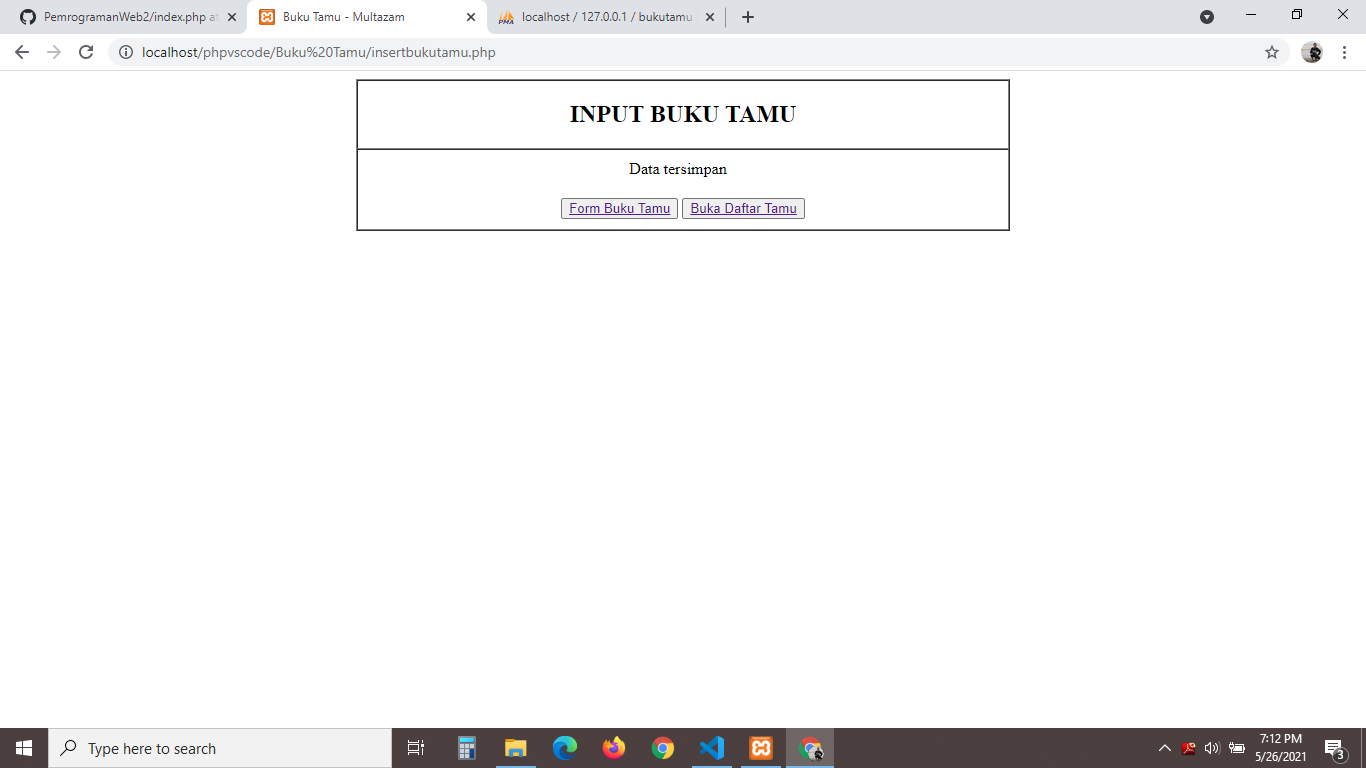 PemrogramanWeb2/index.php at
Buku Tamu - Multazam
PMA
localhost / 127.0.0.1 / bukutamu
localhost/phpvscode/Buku%20Tamu/insertbukutamu.php
INPUT BUKU TAMU
Data tersimpan
Form Buku Tamu Buka Daftar Tamu
Type here to search
7:12 PM
5/26/2021
3